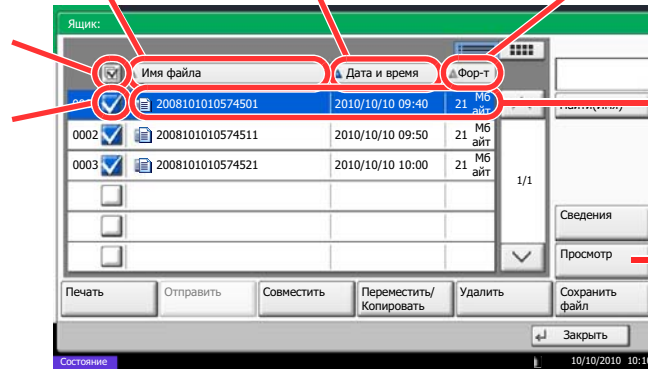 Ящик:
Имя файла Дата и время Фор-т
2008101010574501 2010/10/10 09:40 21 Мб
айт
0002 2008101010574511 2010/10/10 09:50 21 Мб
айт
0003 2008101010574521 2010/10/10 10:00 21 Мб
айт
1/1
Сведения
Просмотр
Печать Отправить Совместить Переместить/
Копировать Удалить Сохранить
файл
Закрыть
Состояние 10/10/2010 10:10